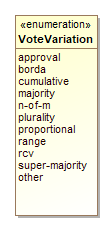 «enumeration»
VoteVariation
approval
borda
cumulative
majority
n-of-m
plurality
proportional
range
rcv
super-majority
other